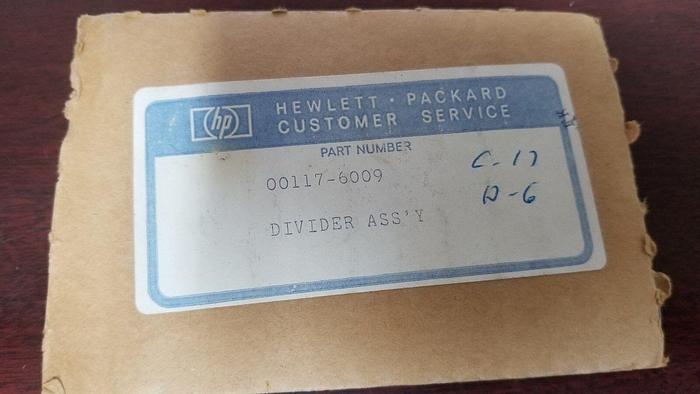 hp
HEWLETT · PACKARD
CUSTOMER SERVICE
PART NUMBER
00117-6009
C-17
D-6
DIVIDER ASS'Y